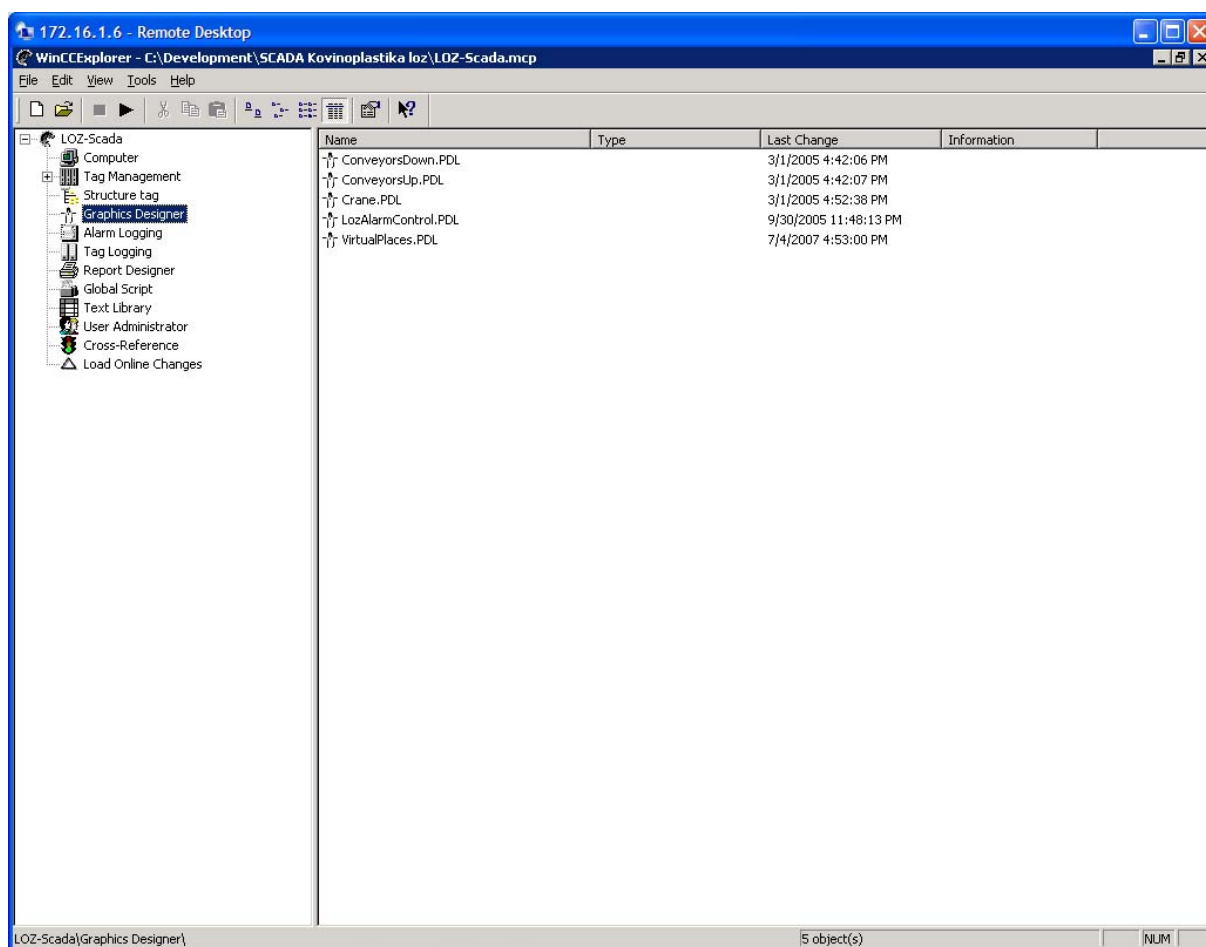 172.16.1.6 - Remote Desktop
WinCCExplorer - C:\Development\SCADA Kovinoplastika loz\LOZ-Scada.mcp
File Edit View Tools Help
LOZ-Scada
Computer
Tag Management
Structure tag
Graphics Designer
Alarm Logging
Tag Logging
Report Designer
Global Script
Text Library
User Administrator
Cross-Reference
Load Online Changes
Name Type Last Change Information
ConveyorsDown.PDL 3/1/2005 4:42:06 PM
ConveyorsUp.PDL 3/1/2005 4:42:07 PM
Crane.PDL 3/1/2005 4:52:38 PM
LozAlarmControl.PDL 9/30/2005 11:48:13 PM
VirtualPlaces.PDL 7/4/2007 4:53:00 PM
LOZ-Scada\Graphics Designer\ 5 object(s) NUM